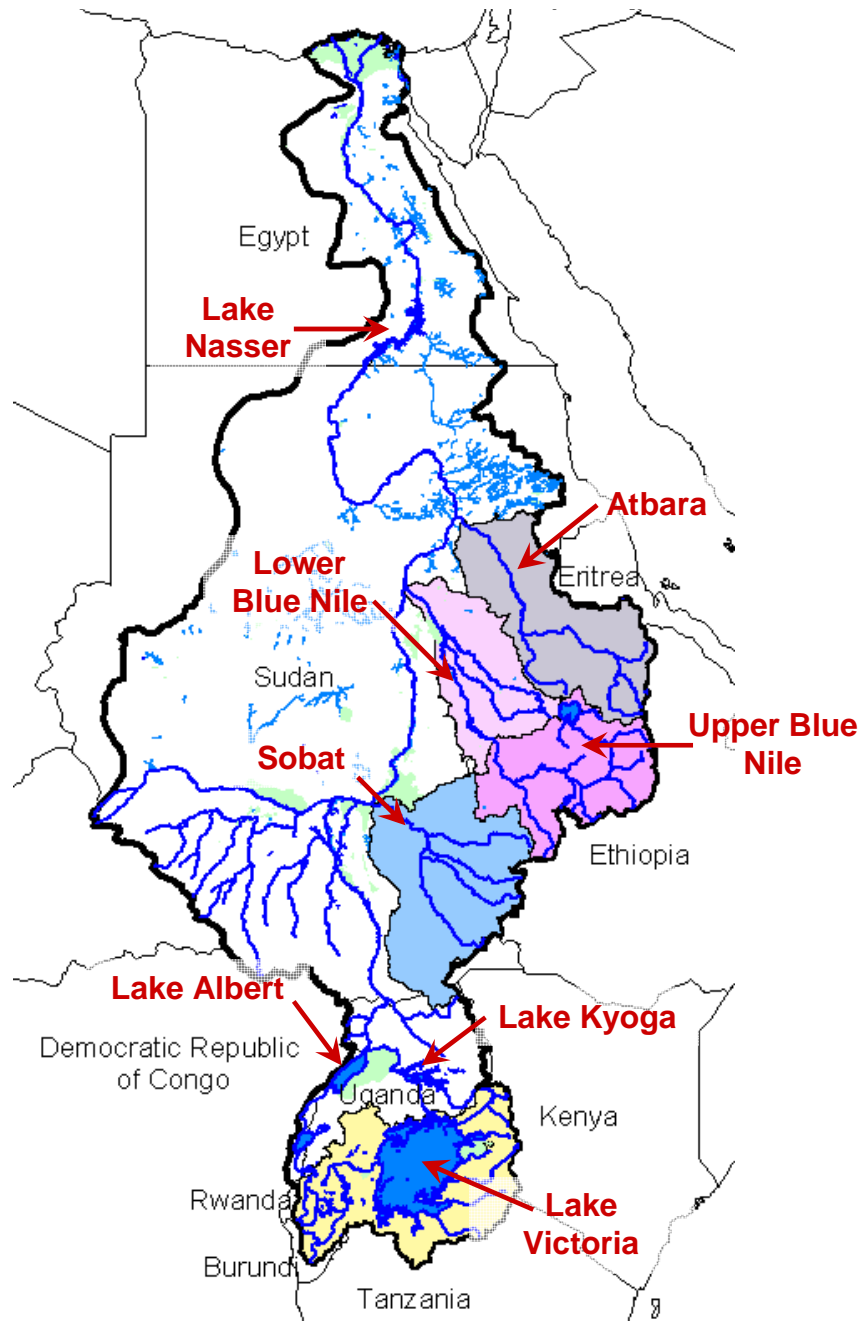 Egypt
Lake
Nasser
Atbara
Lower
Blue Nile
Eritrea
Sudan
Upper Blue
Nile
Sobat
Ethiopia
Lake Albert
Lake Kyoga
Democratic Republic
of Congo
Uganda
Kenya
Rwanda
Lake
Victoria
Burundi
Tanzania